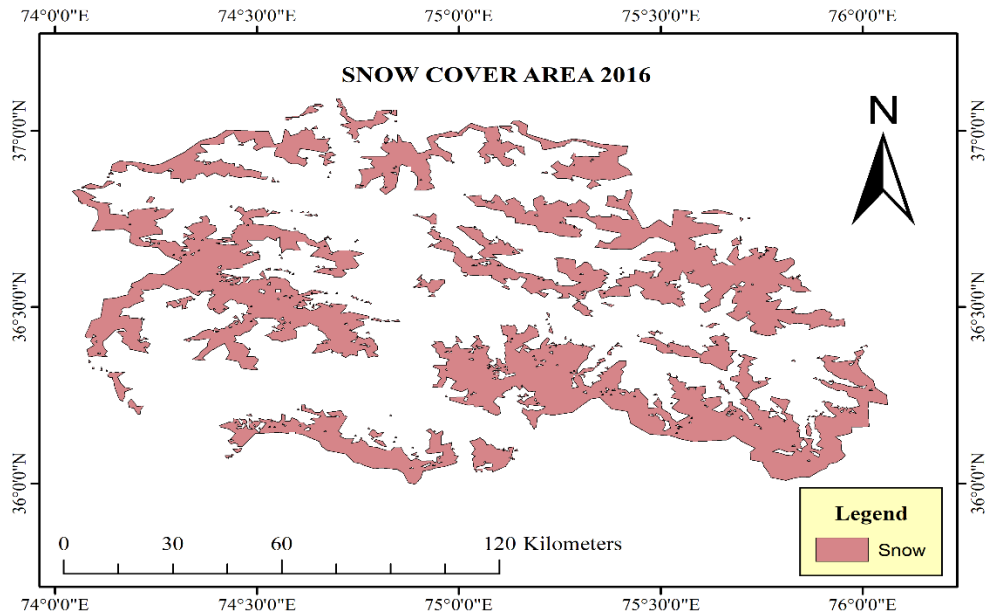 74°0'0"E 74°30'0"E 75°0'0"E 75°30'0"E 76°0'0"E
SNOW COVER AREA 2016
N
37°0'0"N 37°0'0"N
36°30'0"N 36°30'0"N
36°0'0"N 36°0'0"N
Legend
Snow
0 30 60 120 Kilometers
74°0'0"E 74°30'0"E 75°0'0"E 75°30'0"E 76°0'0"E